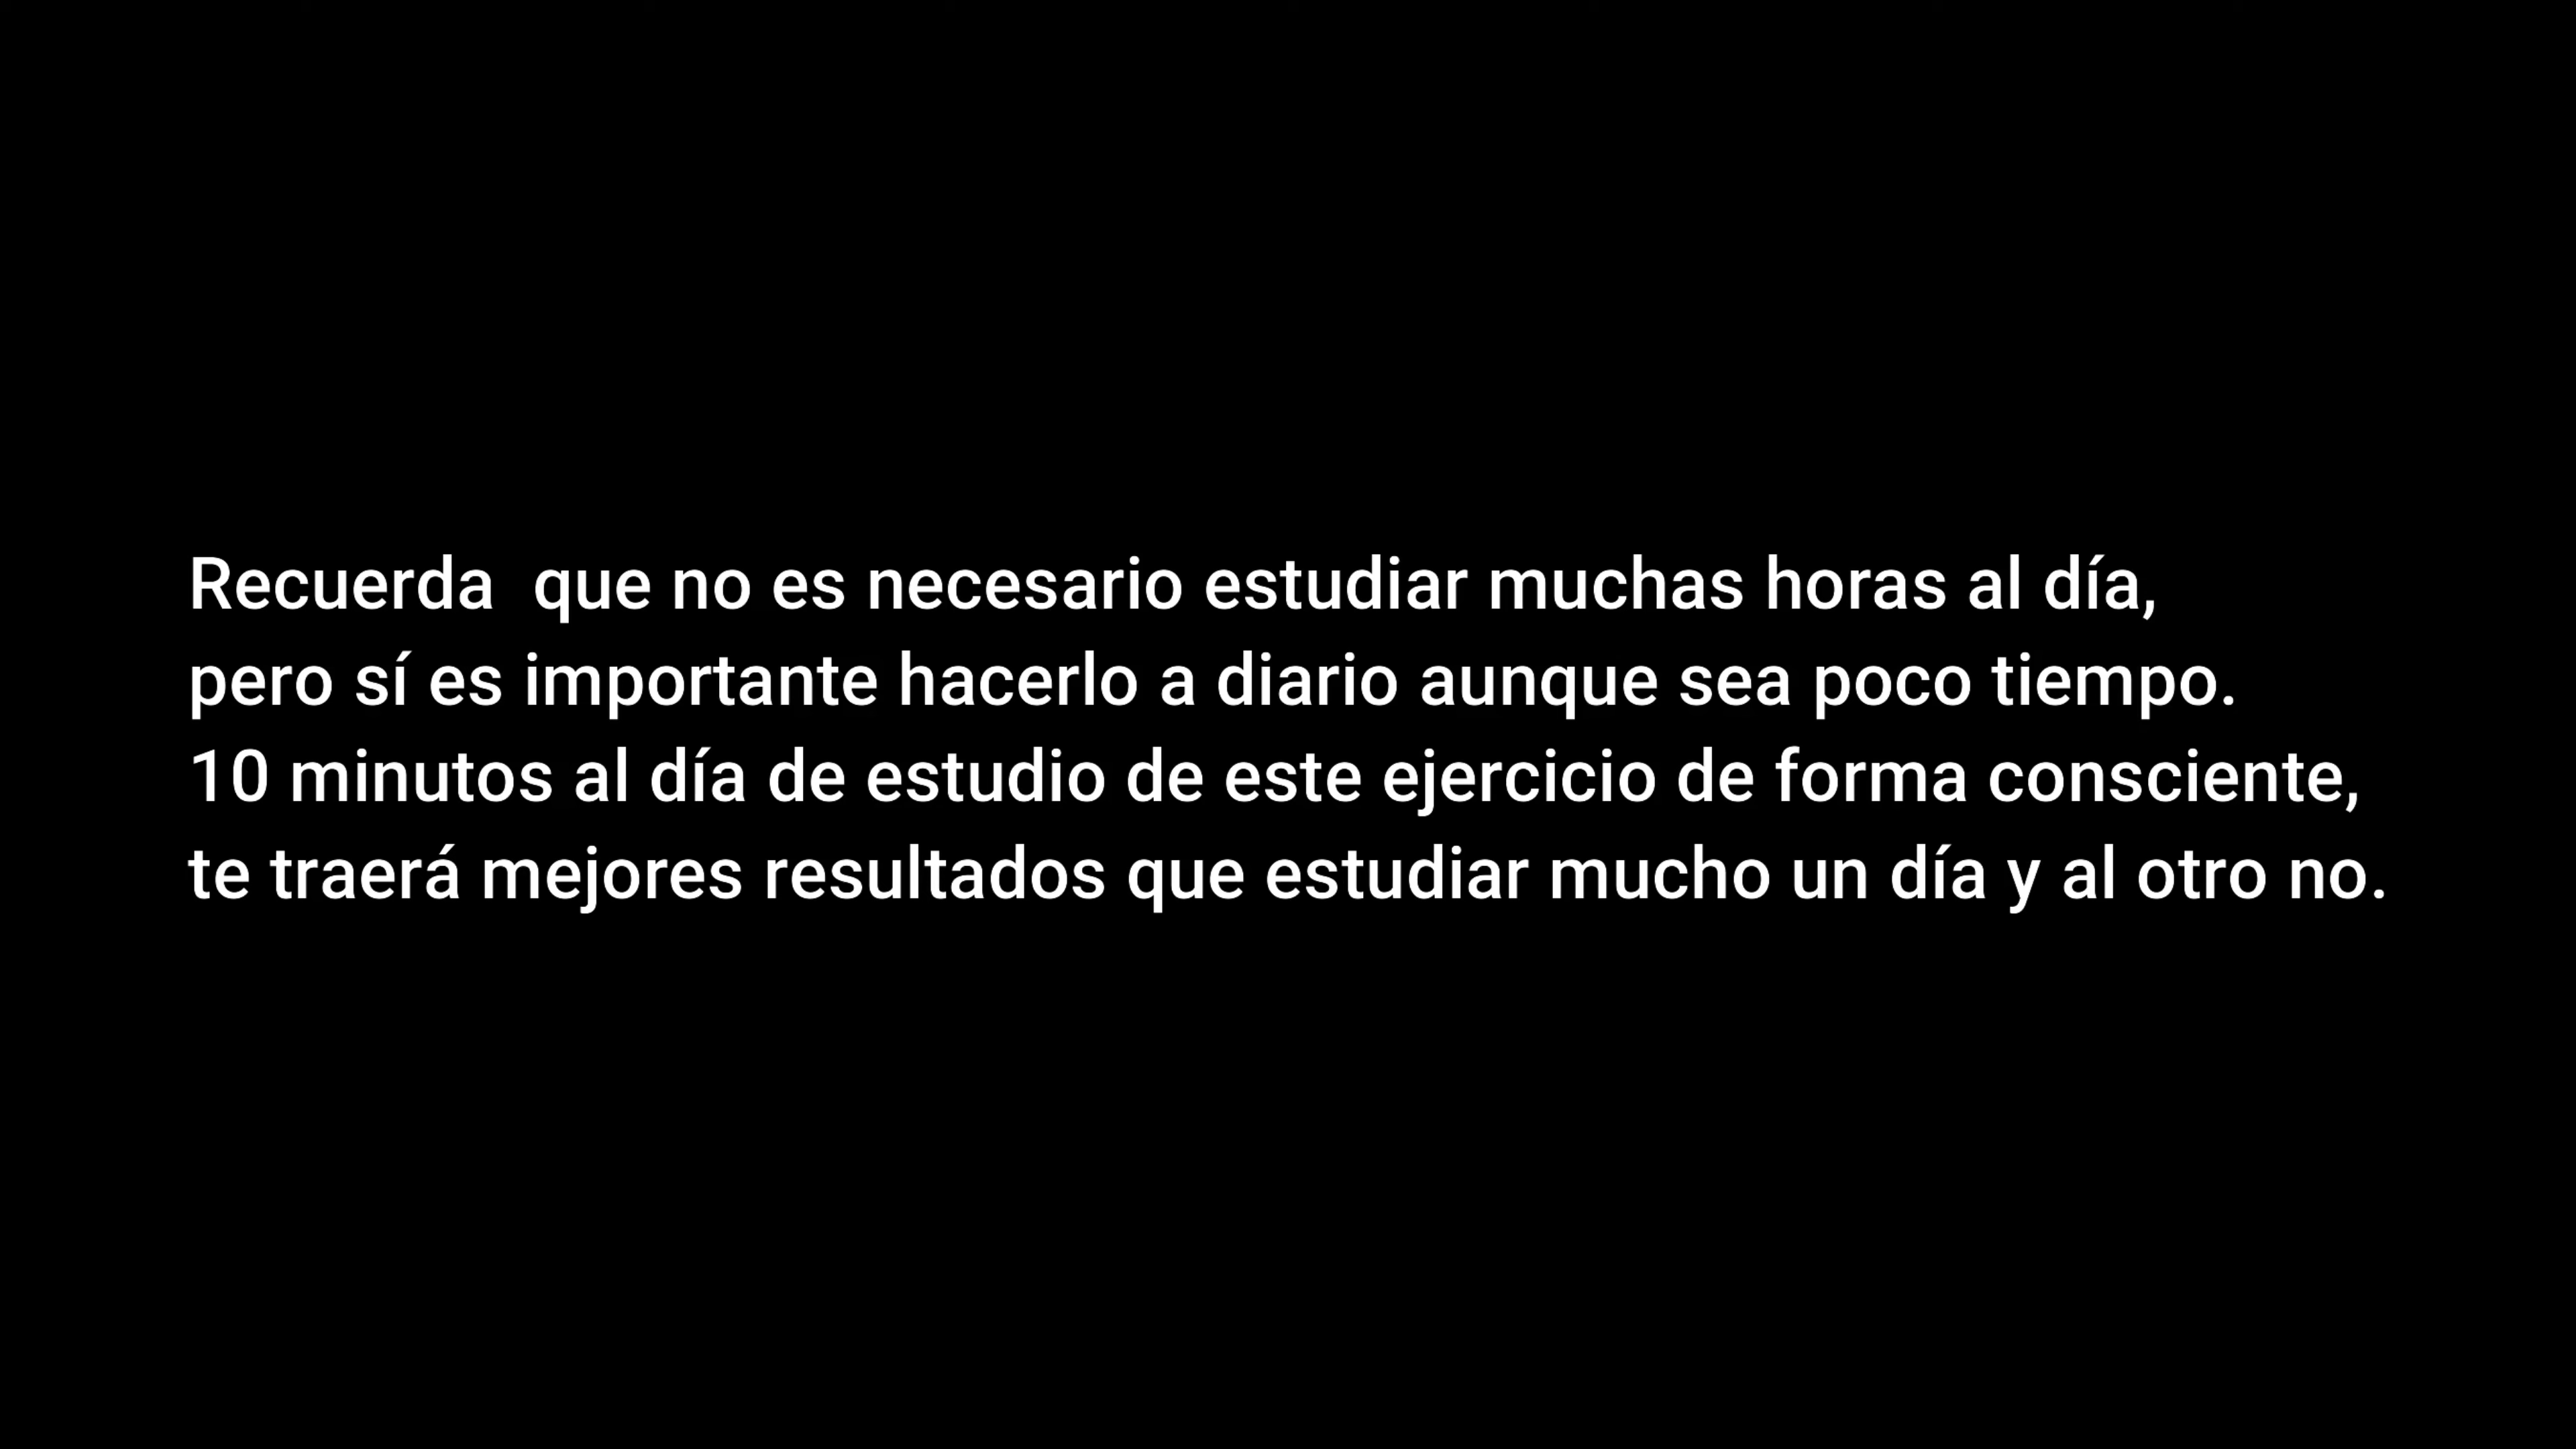 Recuerda  que no es necesario estudiar muchas horas al día,
pero sí es importante hacerlo a diario aunque sea poco tiempo.
10 minutos al día de estudio de este ejercicio de forma consciente,
te traerá mejores resultados que estudiar mucho un día y al otro no.